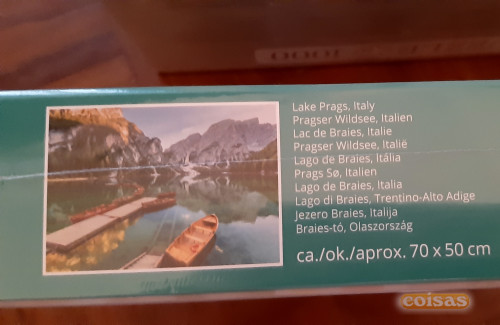 1000
Lake Prags, Italy
Pragser Wildsee, Italien
Lac de Braies, Italie
Pragser Wildsee, Italië
Lago de Braies, Itália
Prags Sø, Italien
Lago de Braies, Italia
Lago di Braies, Trentino-Alto Adige
Jezero Braies, Italija
Braies-tó, Olaszország
ca./ok./aprox. 70 x 50 cm
coisas